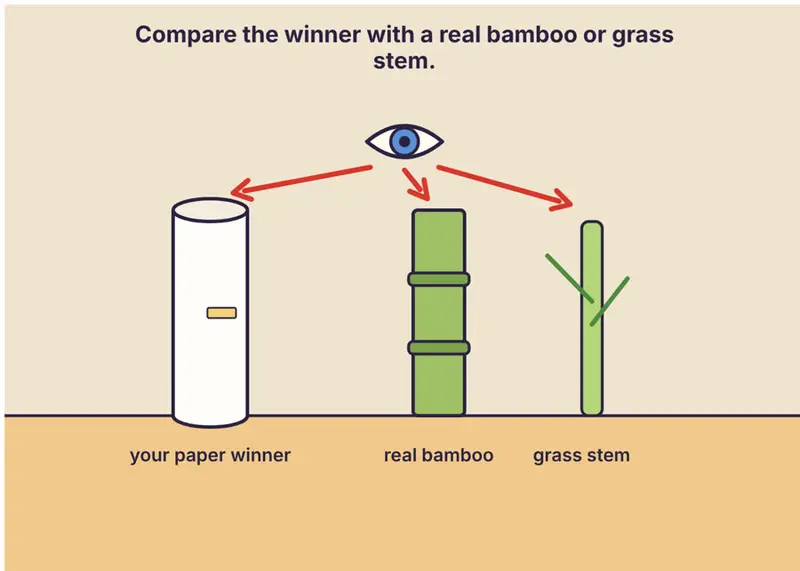 Compare the winner with a real bamboo or grass
stem.
your paper winner
real bamboo
grass stem